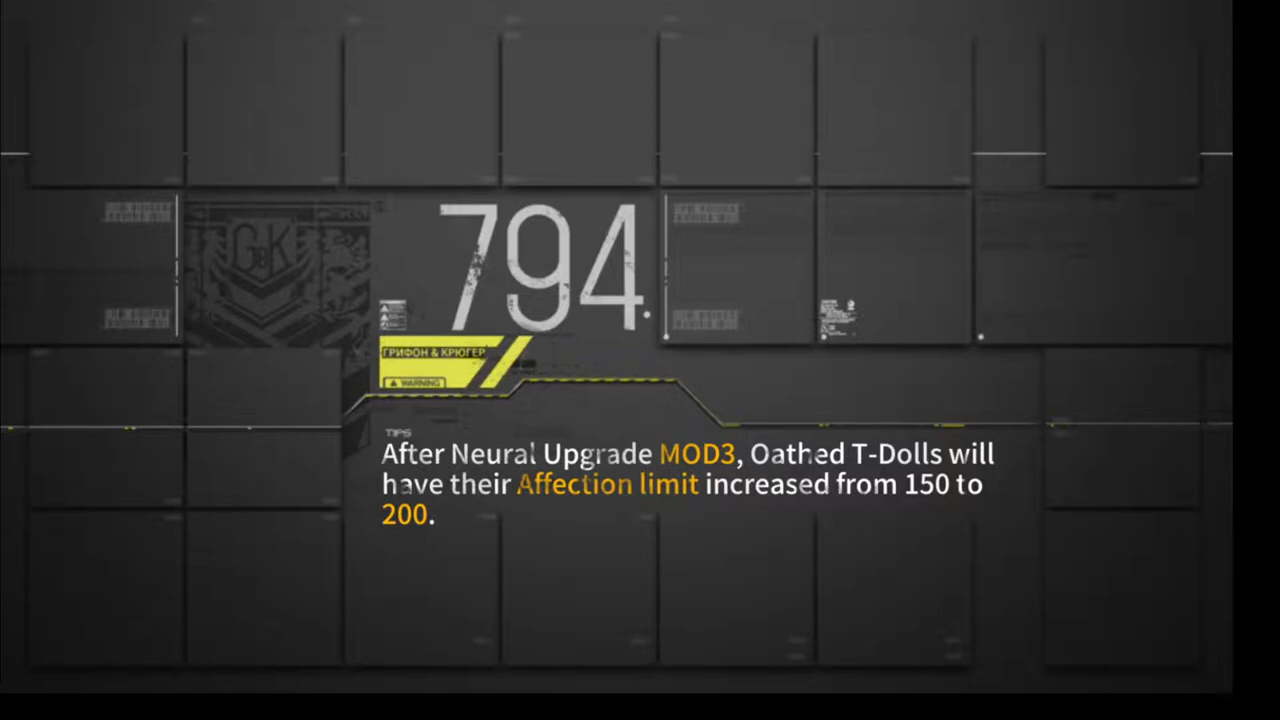 G&K
794.
ГРИФОН & КРЮГЕР
WARNING
TIPS
After Neural Upgrade MOD3, Oathed T-Dolls will
have their Affection limit increased from 150 to
200.